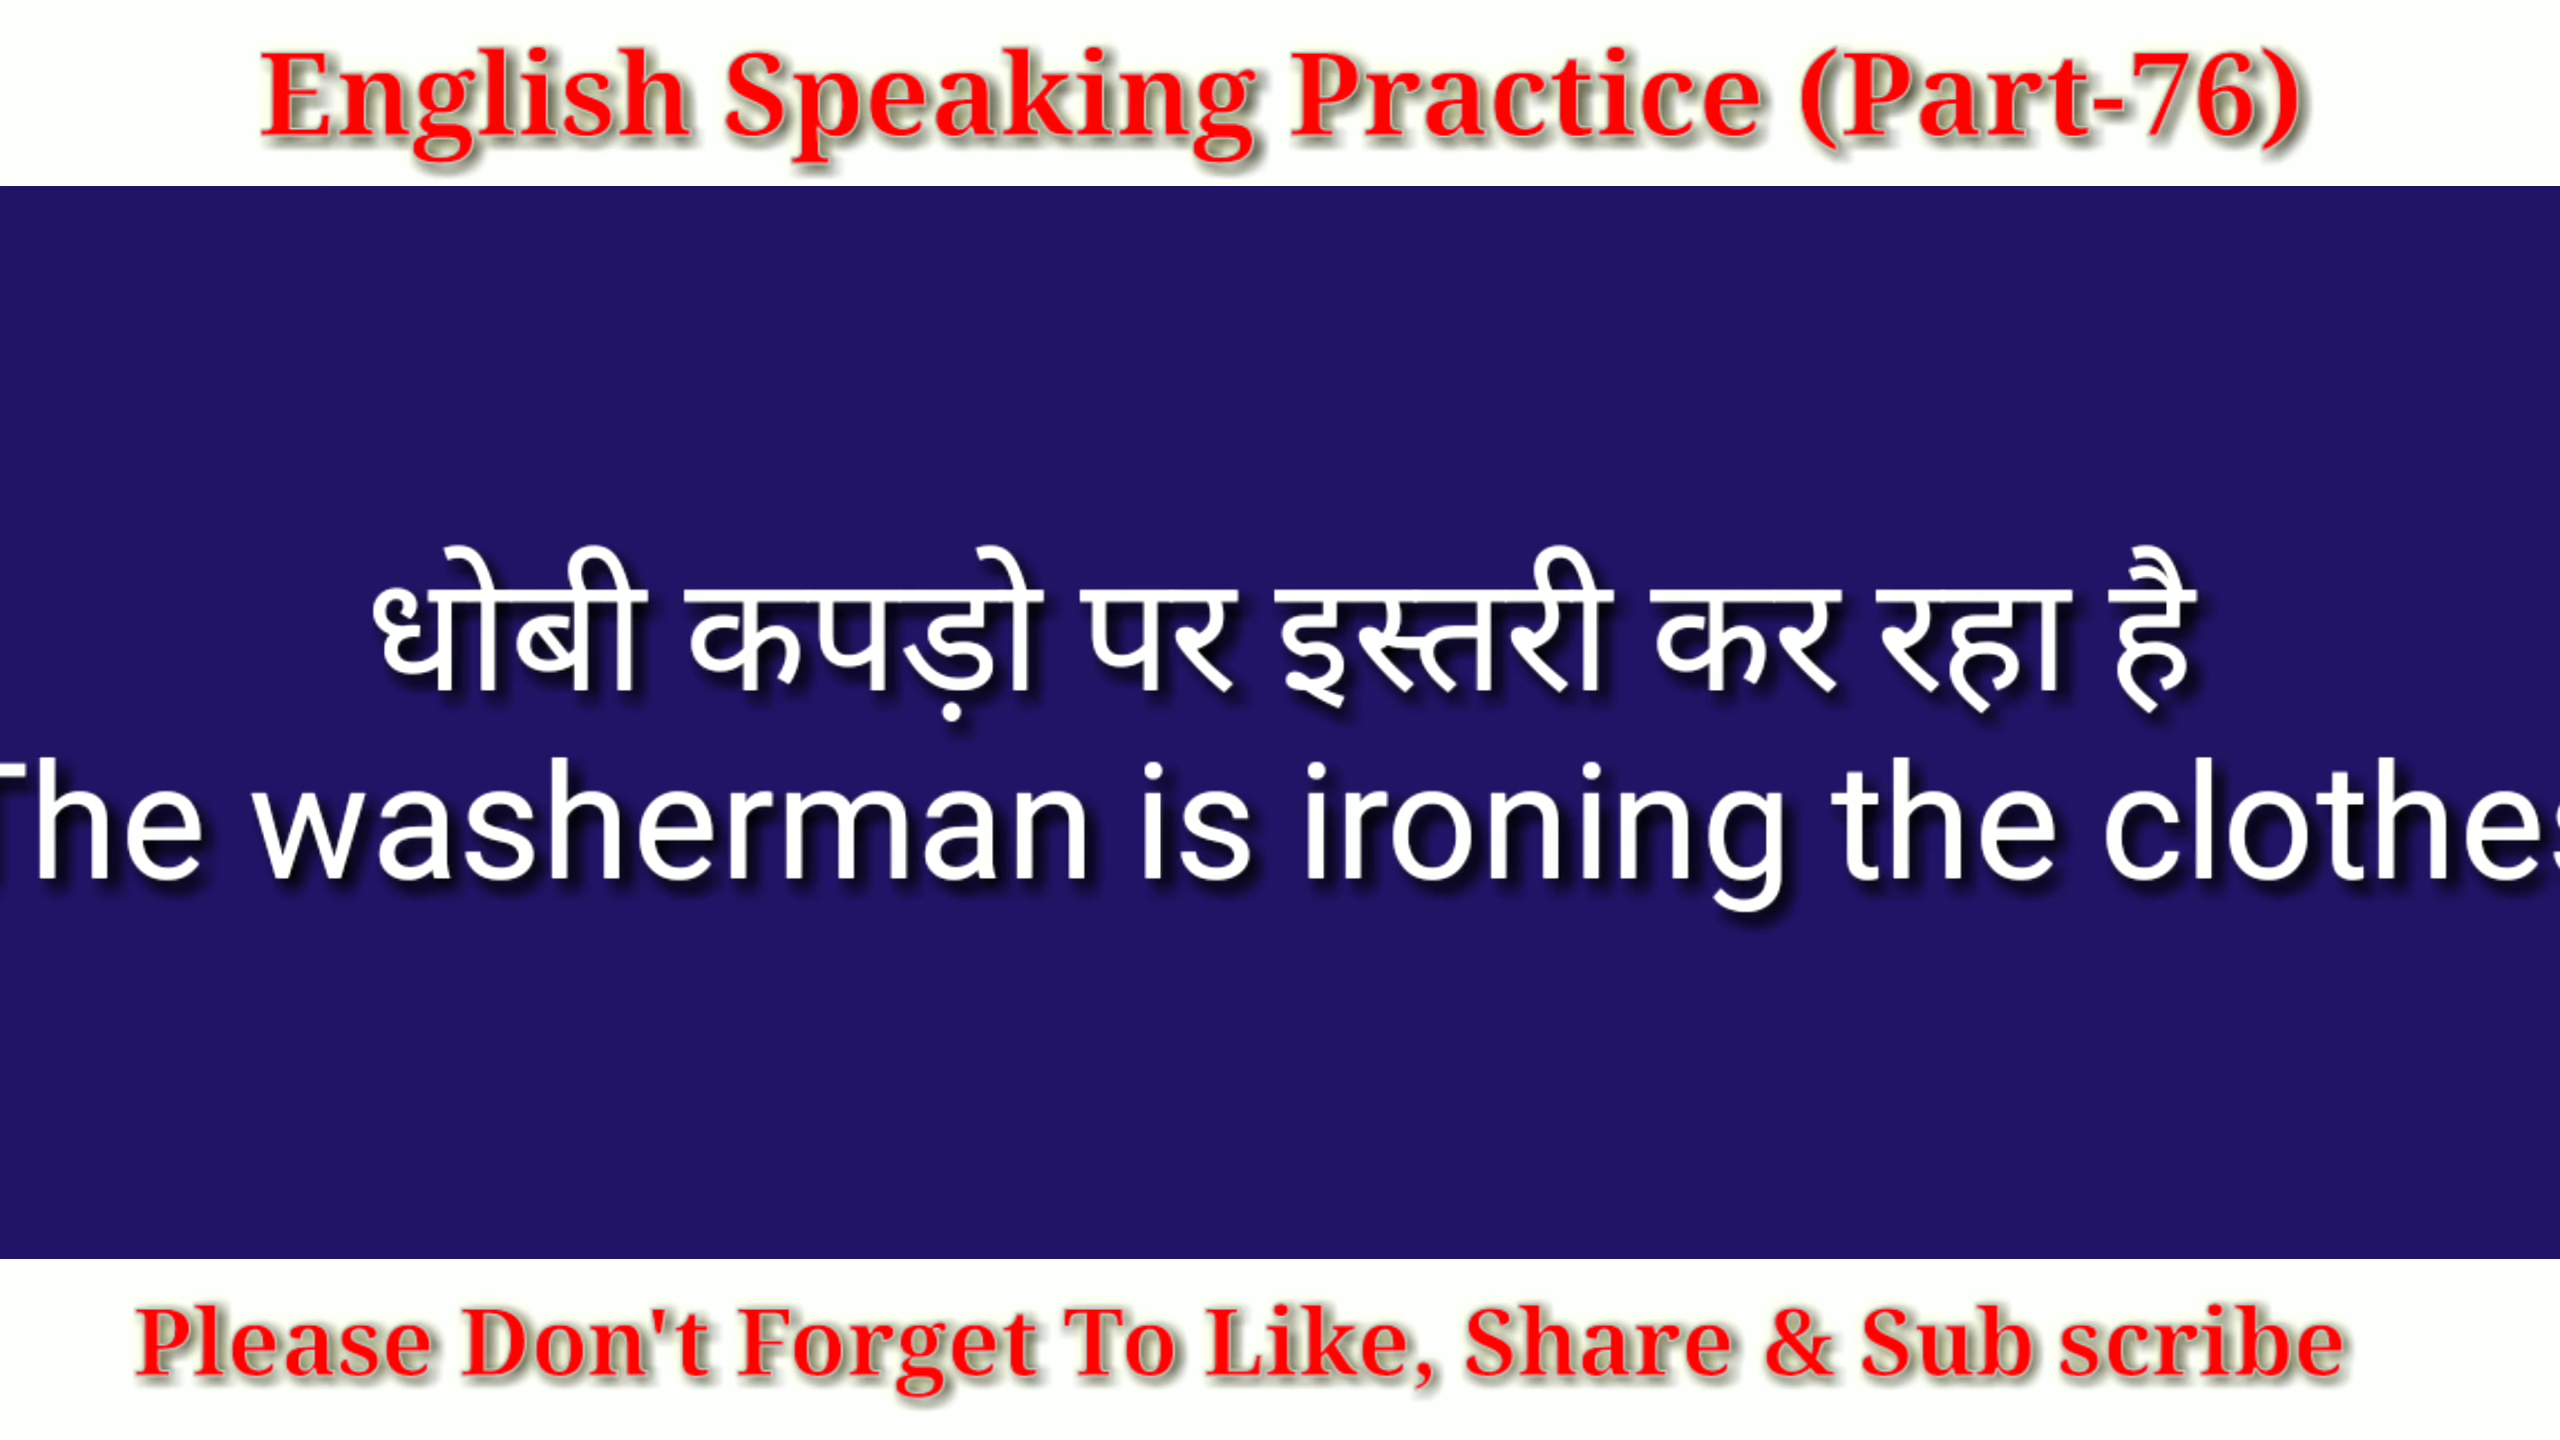 English Speaking Practice (Part-76)
धोबी कपड़ो पर इस्तरी कर रहा है
The washerman is ironing the clothes
Please Don't Forget To Like, Share & Sub scribe